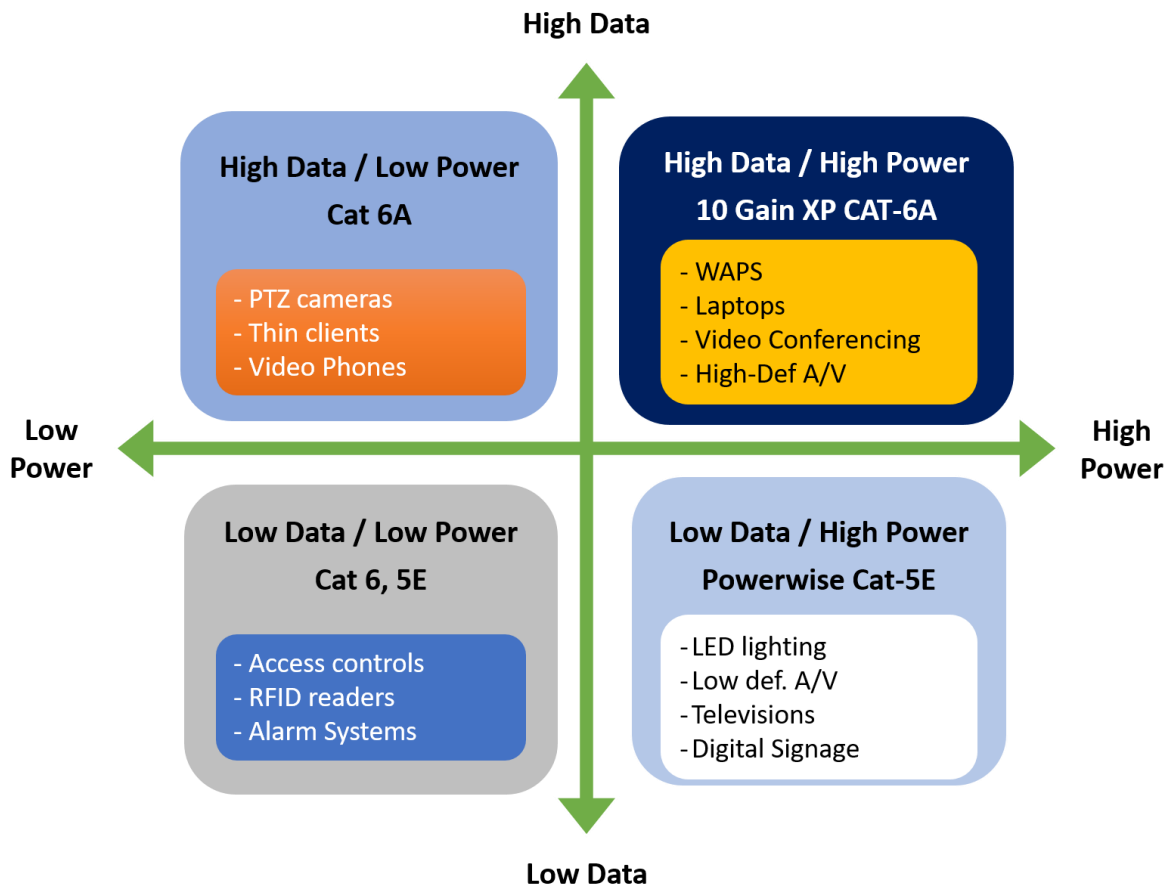 High Data
High Data / Low Power
Cat 6A
- PTZ cameras
- Thin clients
- Video Phones
High Data / High Power
10 Gain XP CAT-6A
- WAPS
- Laptops
- Video Conferencing
- High-Def A/V
Low
Power
High
Power
Low Data / Low Power
Cat 6, 5E
- Access controls
- RFID readers
- Alarm Systems
Low Data / High Power
Powerwise Cat-5E
- LED lighting
- Low def. A/V
- Televisions
- Digital Signage
Low Data